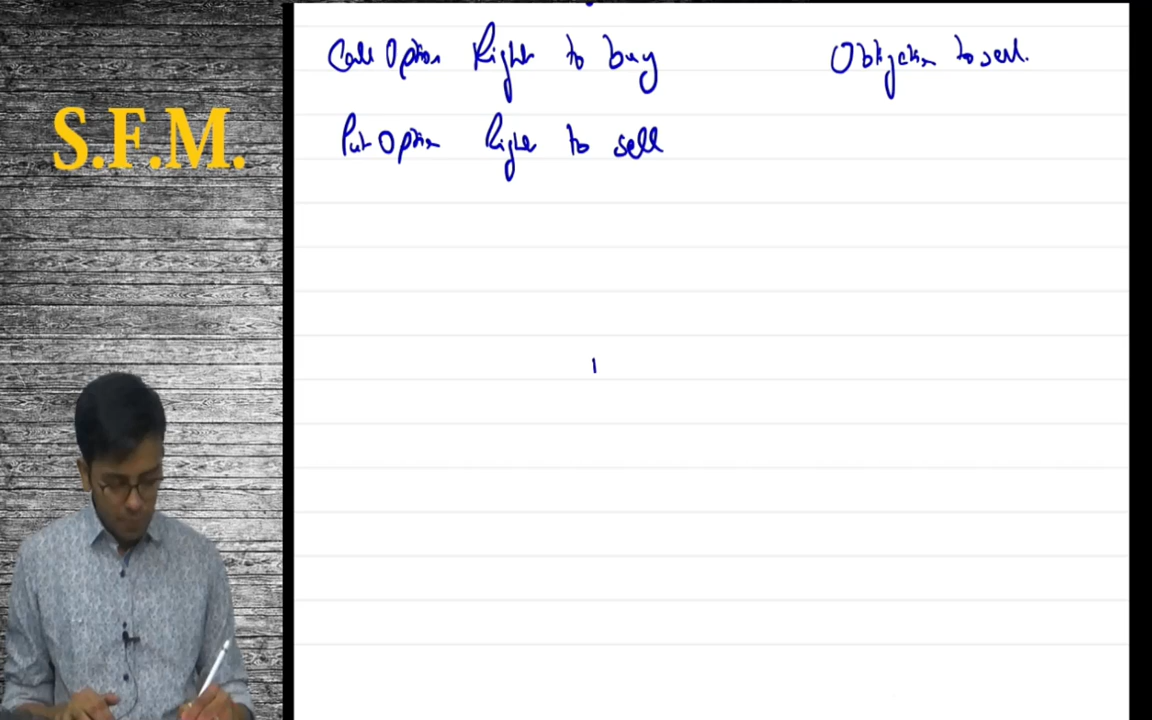 S.F.M.
Call Option Right to buy Obligation to sell.
Put Option Right to sell